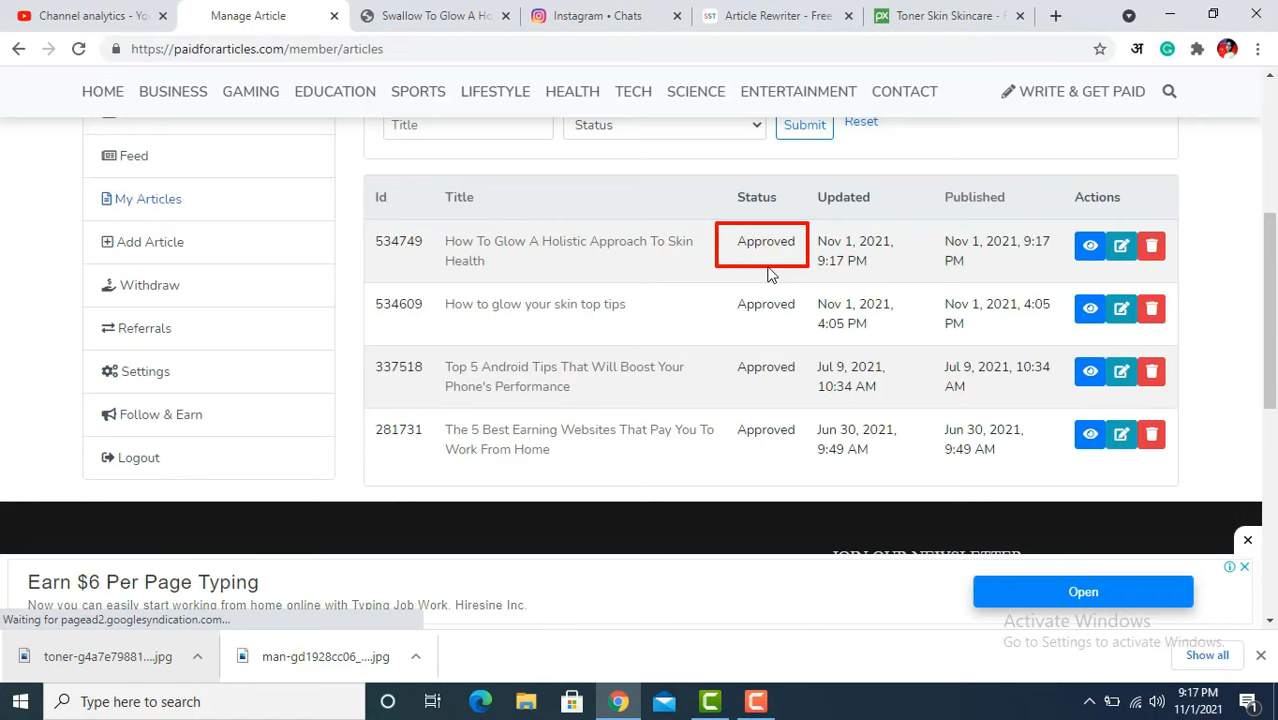 Channel analytics - Yo
Manage Article
Swallow To Glow A Ho
Instagram • Chats
Article Rewriter - Free
Toner Skin Skincare - F
https://paidforarticles.com/member/articles
अ
HOME BUSINESS GAMING EDUCATION SPORTS LIFESTYLE HEALTH TECH SCIENCE ENTERTAINMENT CONTACT WRITE & GET PAID
Title Status Submit Reset
Feed
My Articles
Add Article
Withdraw
Referrals
Settings
Follow & Earn
Logout
Id Title Status Updated Published Actions
534749 How To Glow A Holistic Approach To Skin Approved Nov 1, 2021, Nov 1, 2021, 9:17
Health 9:17 PM PM
534609 How to glow your skin top tips Approved Nov 1, 2021, Nov 1, 2021, 4:05
4:05 PM PM
337518 Top 5 Android Tips That Will Boost Your Approved Jul 9, 2021, Jul 9, 2021, 10:34
Phone's Performance 10:34 AM AM
281731 The 5 Best Earning Websites That Pay You To Approved Jun 30, 2021, Jun 30, 2021,
Work From Home 9:49 AM 9:49 AM
JOIN OUR NEWSLETTER
Earn $6 Per Page Typing
Now you can easily start working from home online with Typing Job Work. Hiresine Inc.
Open
Waiting for pagead2.googlesyndication.com...
Activate Windows
Go to Settings to activate Windows.
toner-g4a7e79881....jpg
man-gd1928cc06_....jpg
Show all
Type here to search
9:17 PM
11/1/2021
1